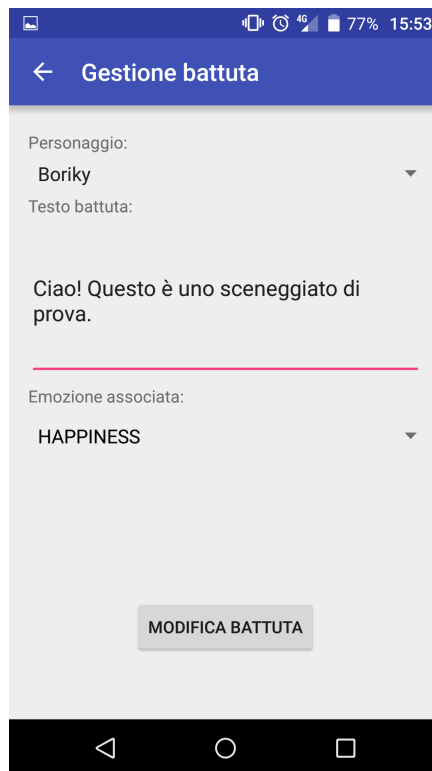 4G 77% 15:53
Gestione battuta
Personaggio:
Boriky
Testo battuta:
Ciao! Questo è uno sceneggiato di
prova.
Emozione associata:
HAPPINESS
MODIFICA BATTUTA